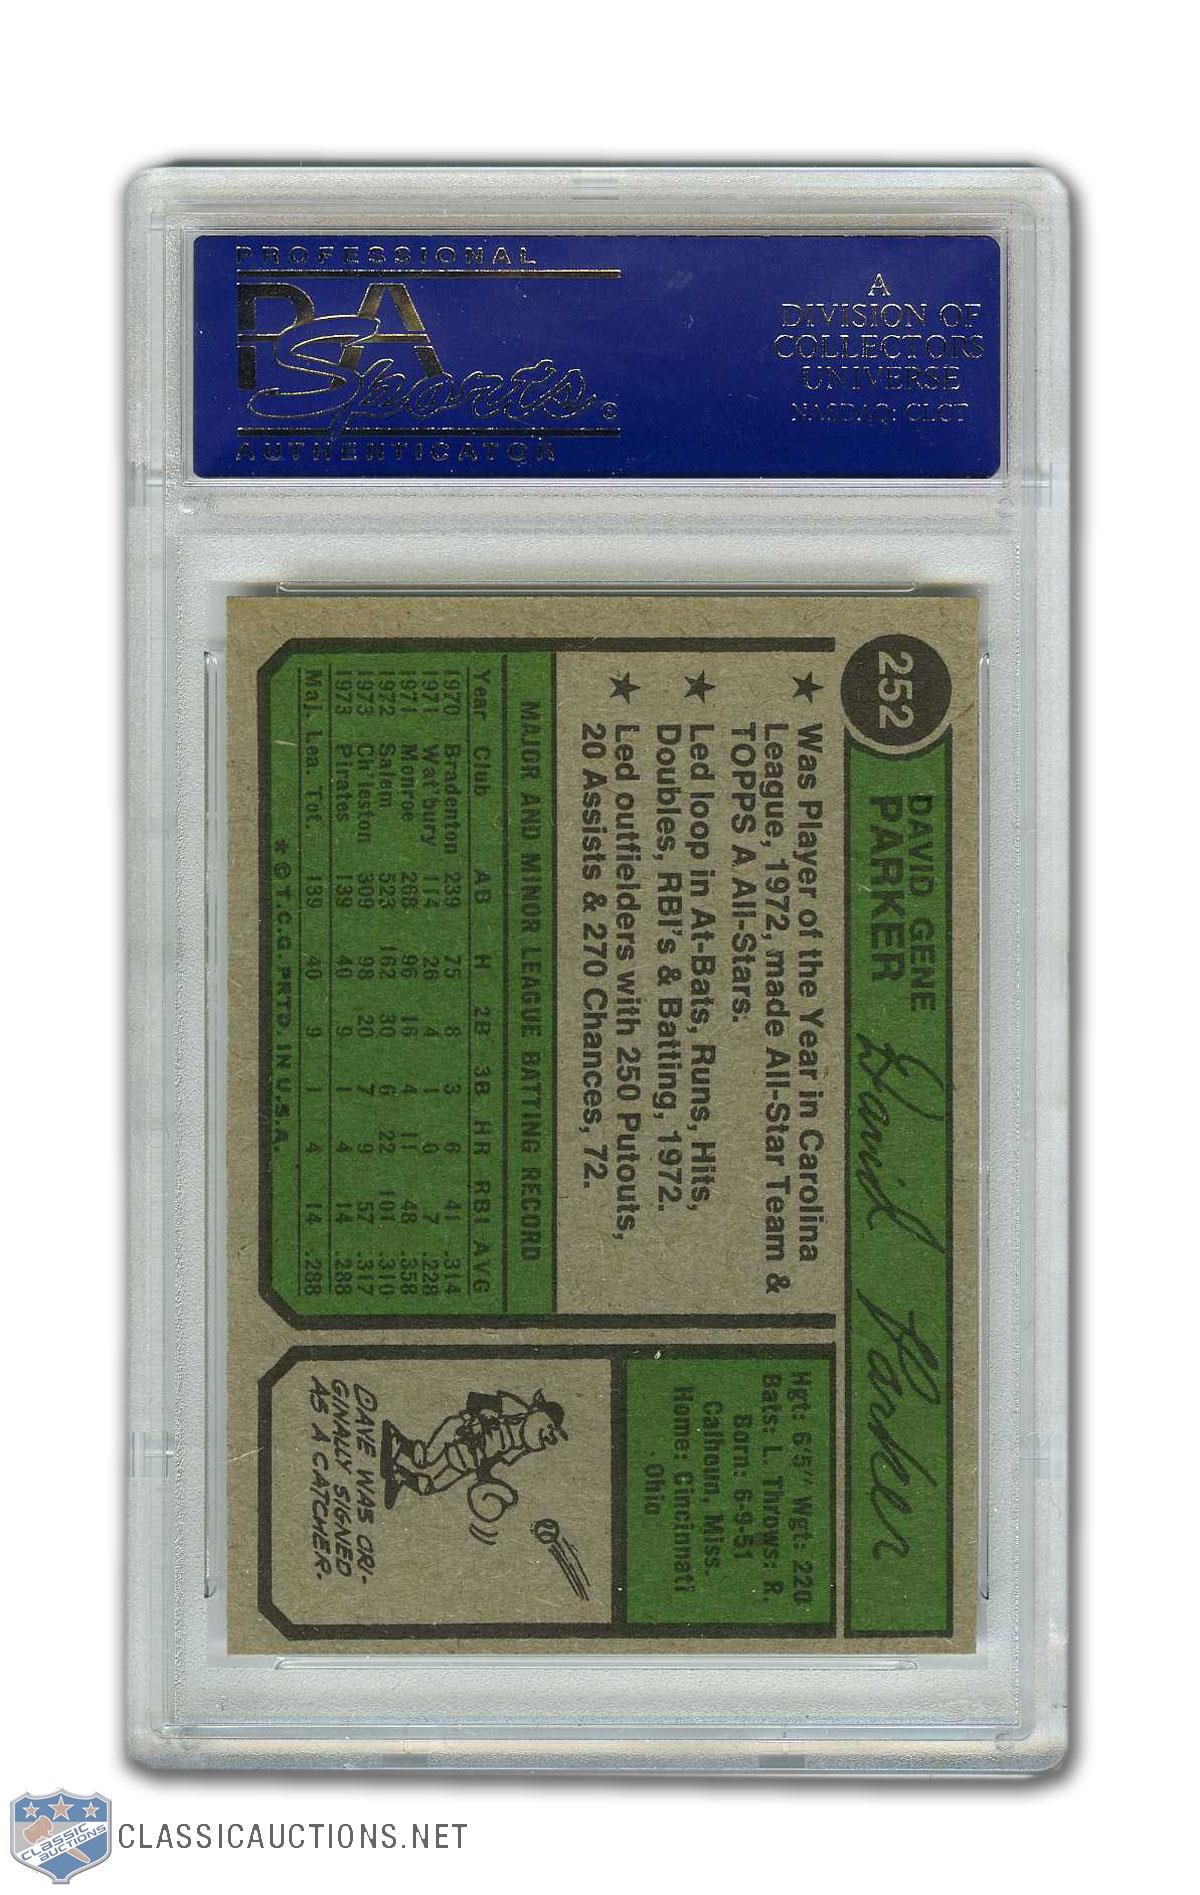 PROFESSIONAL
PSA
Sports®
AUTHENTICATOR
A
DIVISION OF
COLLECTORS
UNIVERSE
NASDAQ: CLCT
252
DAVID GENE
PARKER
David Parker
★ Was Player of the Year in Carolina
League, 1972, made All-Star Team &
TOPPS A All-Stars.
★ Led loop in At-Bats, Runs, Hits,
Doubles, RBI's & Batting, 1972.
★ Led outfielders with 250 Putouts,
20 Assists & 270 Chances, 72.
MAJOR AND MINOR LEAGUE BATTING RECORD
Year Club AB H 2B 3B HR RBI AVG
1970 Bradenton 239 75 8 3 6 41 .314
1971 Wat'bury 114 26 4 1 0 7 .228
1971 Monroe 268 96 16 4 11 48 .358
1972 Salem 523 162 30 6 22 101 .310
1973 Ch'leston 309 98 20 7 9 57 .317
1973 Pirates 139 40 9 1 4 14 .288
Maj. Lea. Tot. 139 40 9 1 4 14 .288
* © T.C.G. PRTD. IN U.S.A.
Hgt: 6'5" Wgt: 220
Bats: L. Throws: R.
Born: 6-9-51
Calhoun, Miss.
Home: Cincinnati
Ohio
DAVE WAS ORI-
GINALLY SIGNED
AS A CATCHER.
CLASSIC
AUCTIONS
CLASSICAUCTIONS.NET